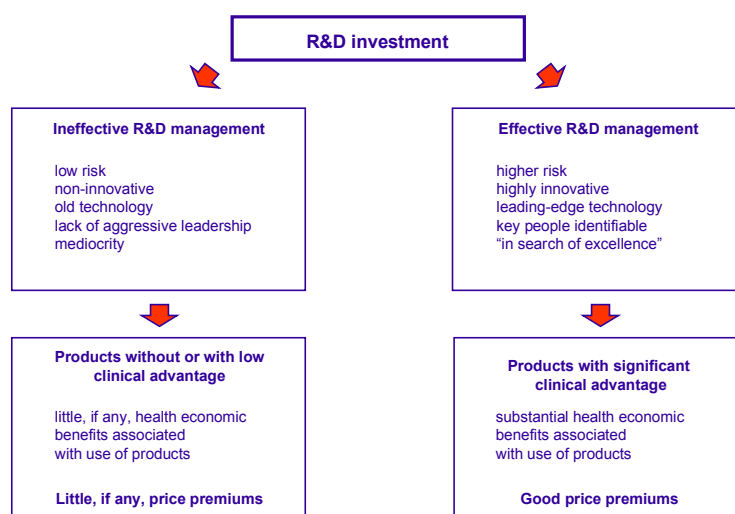 R&D investment
Ineffective R&D management
low risk
non-innovative
old technology
lack of aggressive leadership
mediocrity
Effective R&D management
higher risk
highly innovative
leading-edge technology
key people identifiable
“in search of excellence”
Products without or with low
clinical advantage
little, if any, health economic
benefits associated
with use of products
Little, if any, price premiums
Products with significant
clinical advantage
substantial health economic
benefits associated
with use of products
Good price premiums